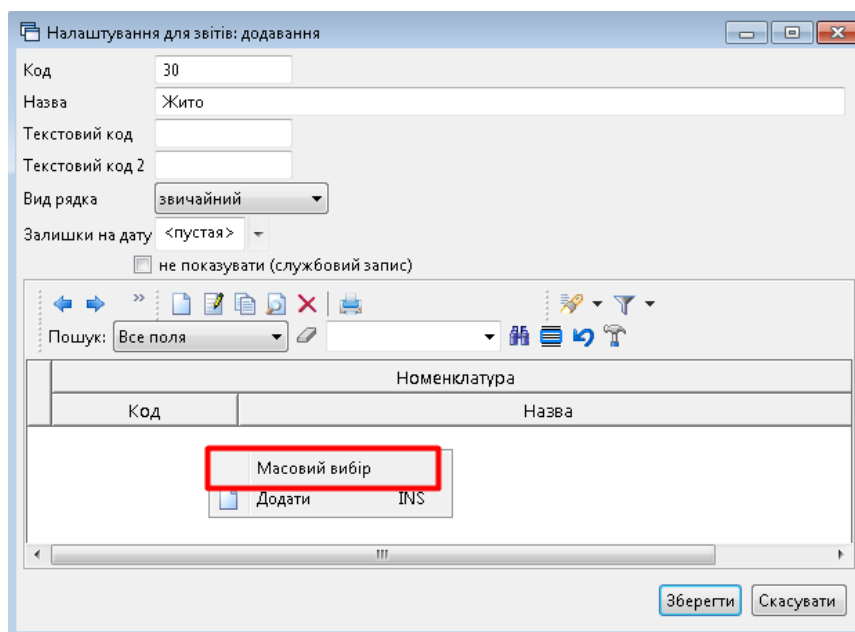 Налаштування для звітів: додавання
Код 30
Назва Жито
Текстовий код
Текстовий код 2
Вид рядка звичайний
Залишки на дату <пустая>
не показувати (службовий запис)
Пошук: Все поля
Номенклатура
Код Назва
Масовий вибір
Додати INS
Зберегти Скасувати